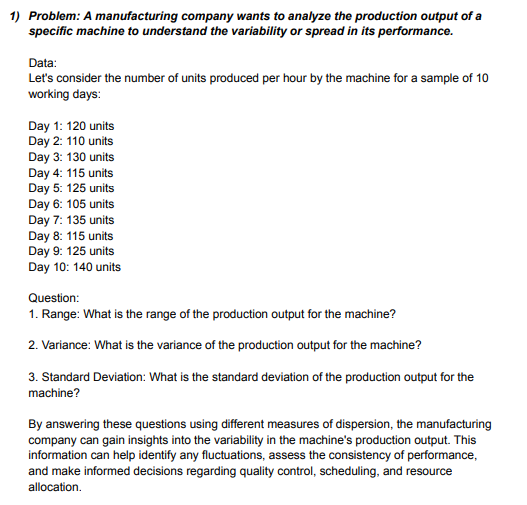 1) Problem: A manufacturing company wants to analyze the production output of a
specific machine to understand the variability or spread in its performance.
Data:
Let's consider the number of units produced per hour by the machine for a sample of 10
working days:
Day 1: 120 units
Day 2: 110 units
Day 3: 130 units
Day 4: 115 units
Day 5: 125 units
Day 6: 105 units
Day 7: 135 units
Day 8: 115 units
Day 9: 125 units
Day 10: 140 units
Question:
1. Range: What is the range of the production output for the machine?
2. Variance: What is the variance of the production output for the machine?
3. Standard Deviation: What is the standard deviation of the production output for the
machine?
By answering these questions using different measures of dispersion, the manufacturing
company can gain insights into the variability in the machine's production output. This
information can help identify any fluctuations, assess the consistency of performance,
and make informed decisions regarding quality control, scheduling, and resource
allocation.